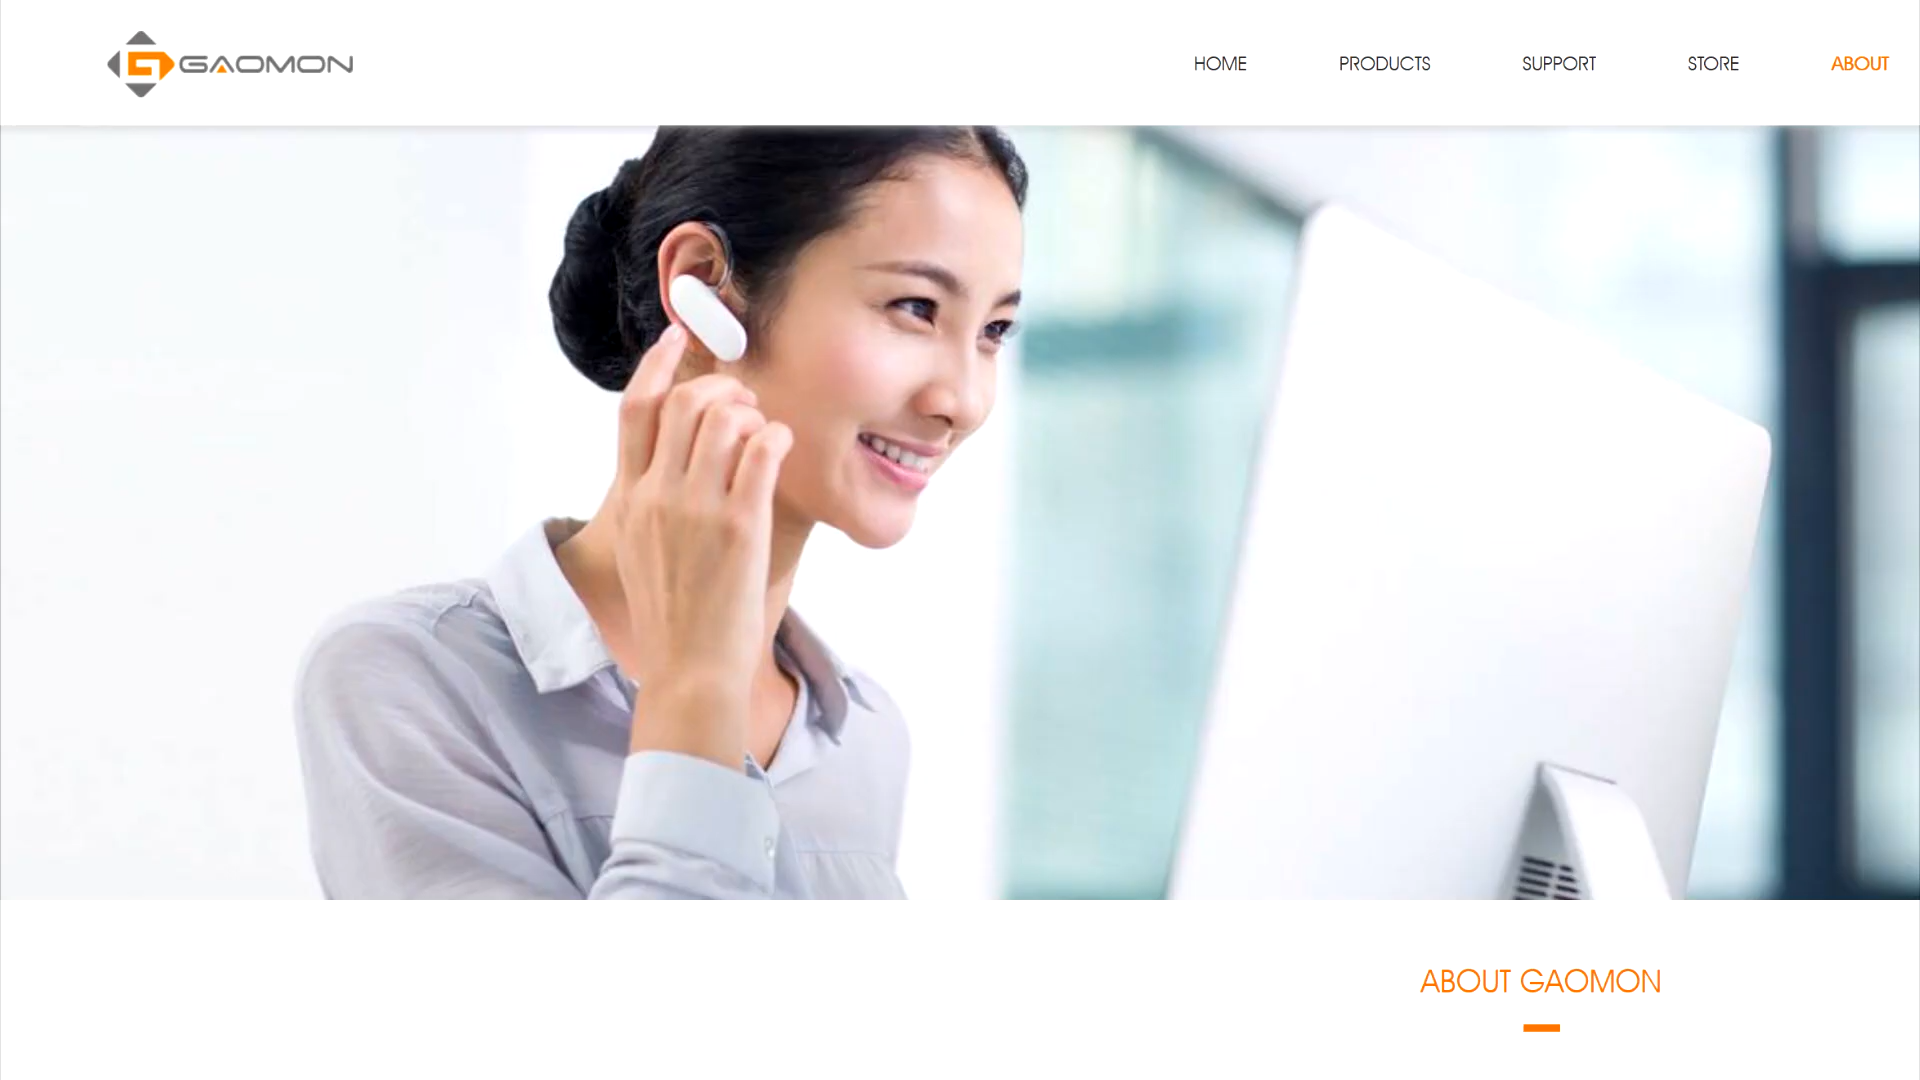 GAOMON
HOME
PRODUCTS
SUPPORT
STORE
ABOUT
ABOUT GAOMON